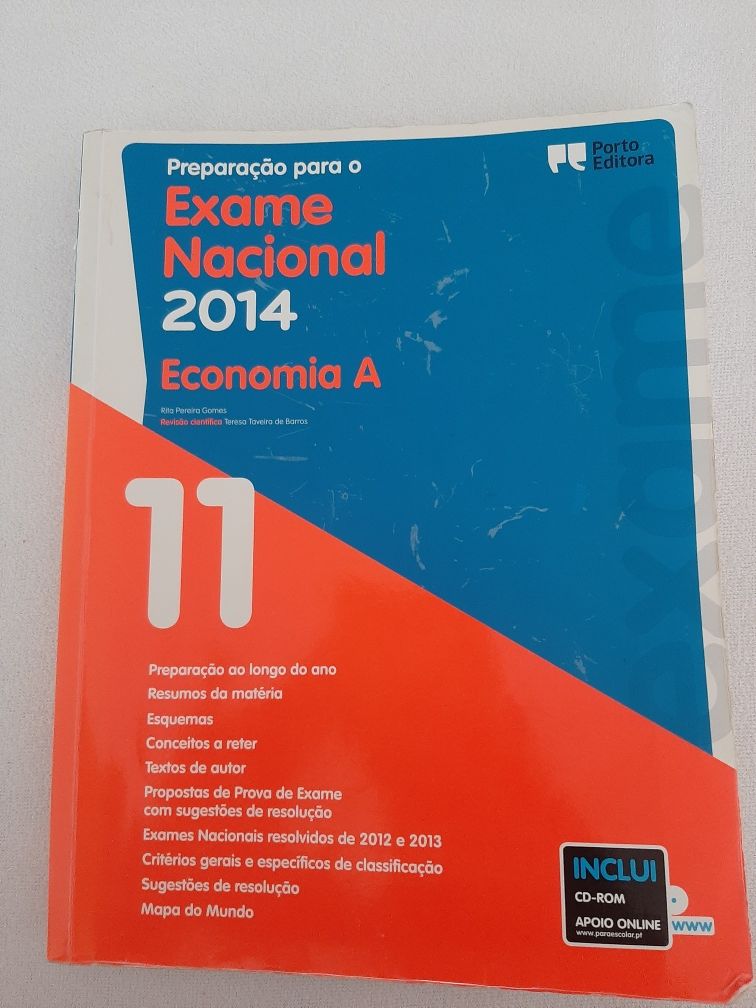 Porto
Editora
Preparação para o
Exame
Nacional
2014
Economia A
Rita Pereira Gomes
Revisão científica Teresa Taveira de Barros
exame
11
Preparação ao longo do ano
Resumos da matéria
Esquemas
Conceitos a reter
Textos de autor
Propostas de Prova de Exame
com sugestões de resolução
Exames Nacionais resolvidos de 2012 e 2013
Critérios gerais e específicos de classificação
Sugestões de resolução
Mapa do Mundo
INCLUI
CD-ROM
APOIO ONLINE
www.paraescolar.pt
www